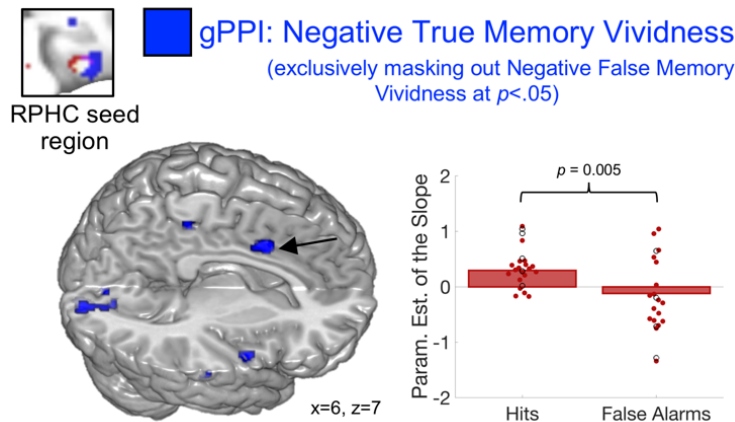 gPPI: Negative True Memory Vividness
(exclusively masking out Negative False Memory
Vividness at p<.05)
RPHC seed
region
x=6, z=7
p = 0.005
Param. Est. of the Slope
2
1
0
-1
-2
Hits
False Alarms